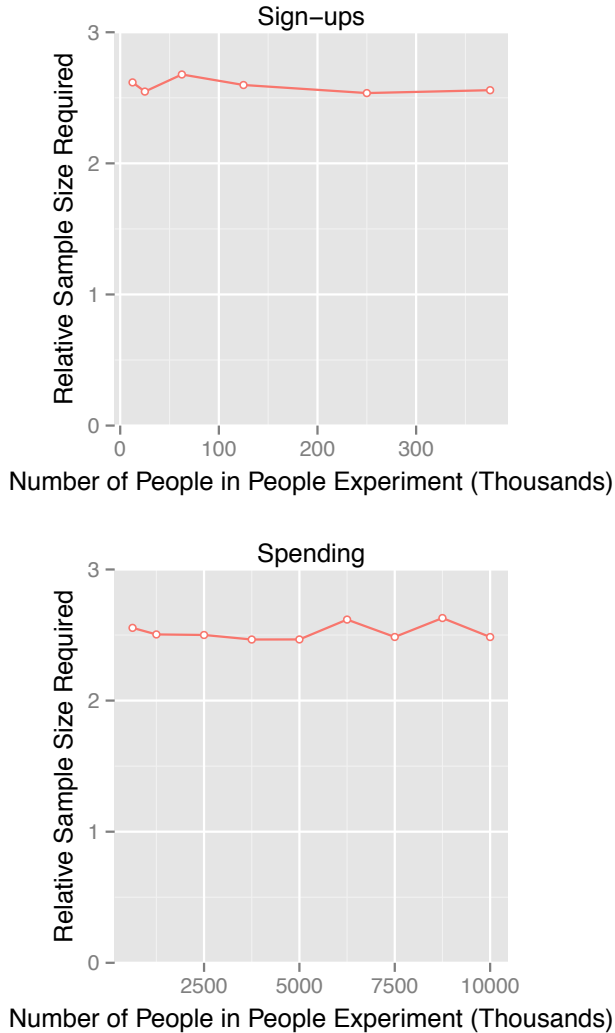 Sign−ups
Relative Sample Size Required
3
2
1
0
0 100 200 300
Number of People in People Experiment (Thousands)
Spending
Relative Sample Size Required
3
2
1
0
2500 5000 7500 10000
Number of People in People Experiment (Thousands)